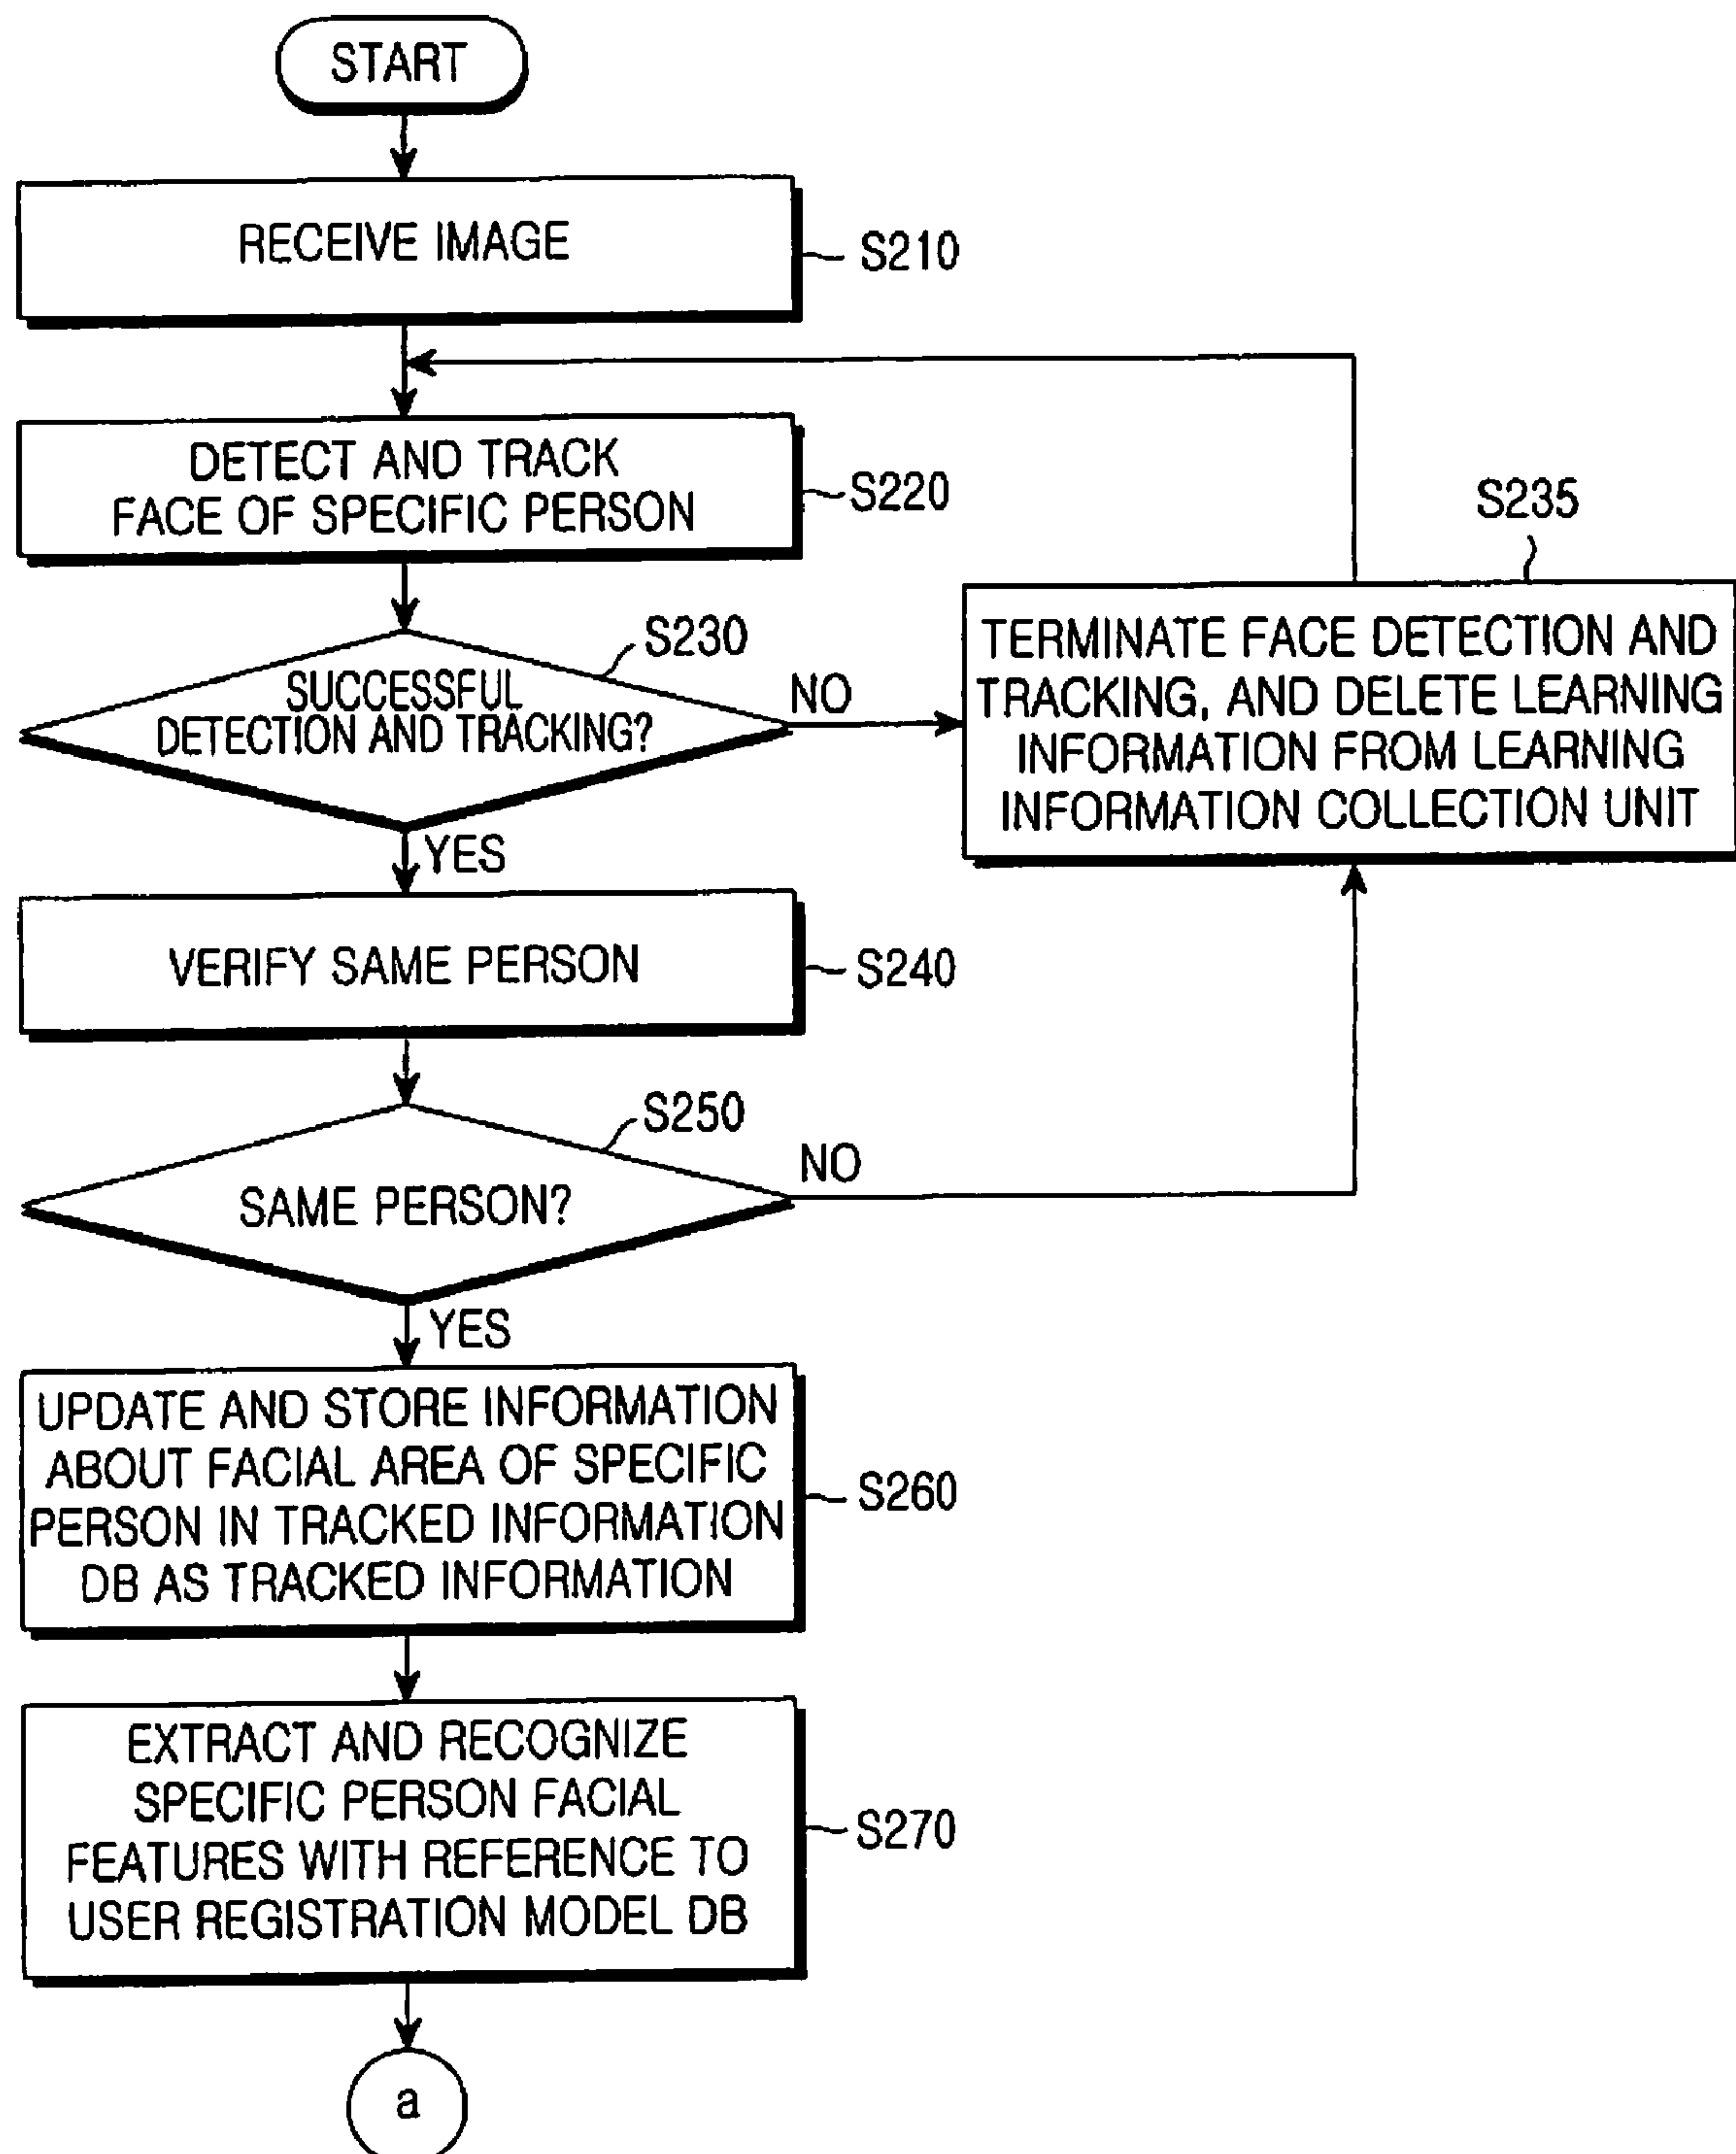 START
RECEIVE IMAGE
S210
DETECT AND TRACK
FACE OF SPECIFIC PERSON
S220
S230
SUCCESSFUL
DETECTION AND TRACKING?
NO
YES
S235
TERMINATE FACE DETECTION AND
TRACKING, AND DELETE LEARNING
INFORMATION FROM LEARNING
INFORMATION COLLECTION UNIT
VERIFY SAME PERSON
S240
S250
SAME PERSON?
NO
YES
UPDATE AND STORE INFORMATION
ABOUT FACIAL AREA OF SPECIFIC
PERSON IN TRACKED INFORMATION
DB AS TRACKED INFORMATION
S260
EXTRACT AND RECOGNIZE
SPECIFIC PERSON FACIAL
FEATURES WITH REFERENCE TO
USER REGISTRATION MODEL DB
S270
a